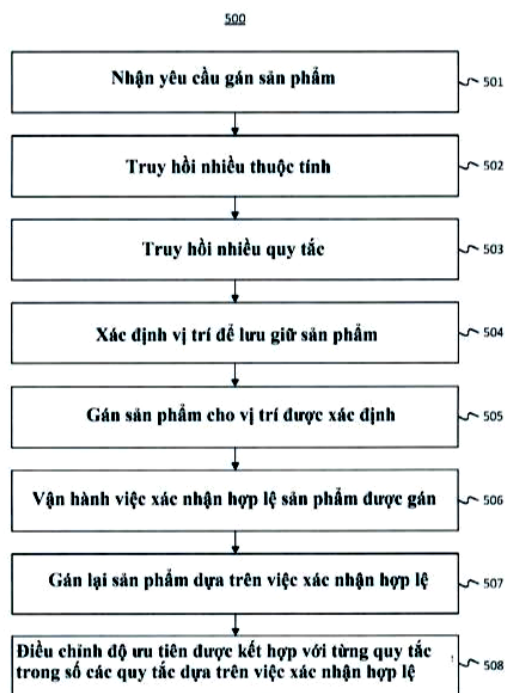 500
Nhận yêu cầu gán sản phẩm
501
Truy hồi nhiều thuộc tính
502
Truy hồi nhiều quy tắc
503
Xác định vị trí để lưu giữ sản phẩm
504
Gán sản phẩm cho vị trí được xác định
505
Vận hành việc xác nhận hợp lệ sản phẩm được gán
506
Gán lại sản phẩm dựa trên việc xác nhận hợp lệ
507
Điều chỉnh độ ưu tiên được kết hợp với từng quy tắc
trong số các quy tắc dựa trên việc xác nhận hợp lệ
508